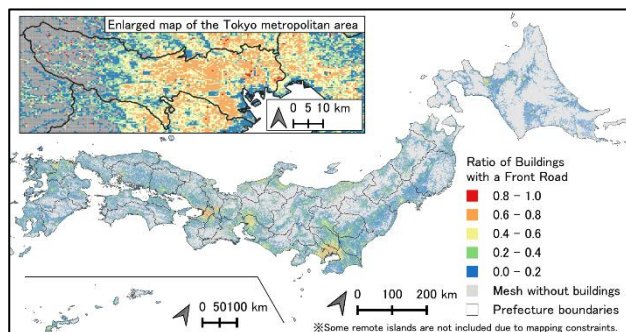 Enlarged map of the Tokyo metropolitan area
0 5 10 km
Ratio of Buildings
with a Front Road
0.8 - 1.0
0.6 - 0.8
0.4 - 0.6
0.2 - 0.4
0.0 - 0.2
Mesh without buildings
Prefecture boundaries
0 50100 km
0 100 200 km
※Some remote islands are not included due to mapping constraints.